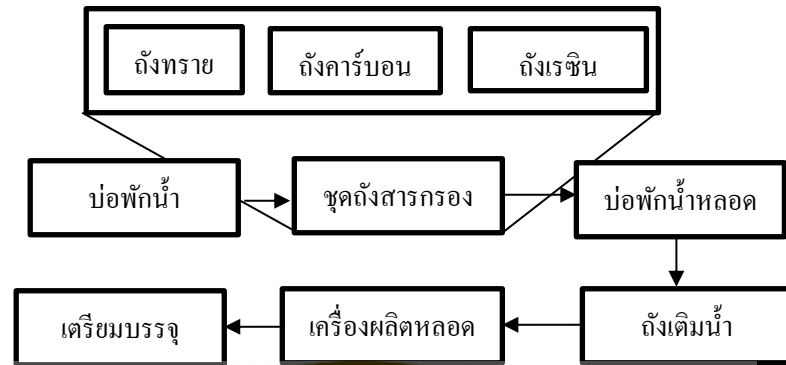 ถังทราย
ถังคาร์บอน
ถังเรซิน
บ่อพักน้ำ
ชุดถังสารกรอง
บ่อพักน้ำหลอด
ถังเติมน้ำ
เครื่องผลิตหลอด
เตรียมบรรจุ